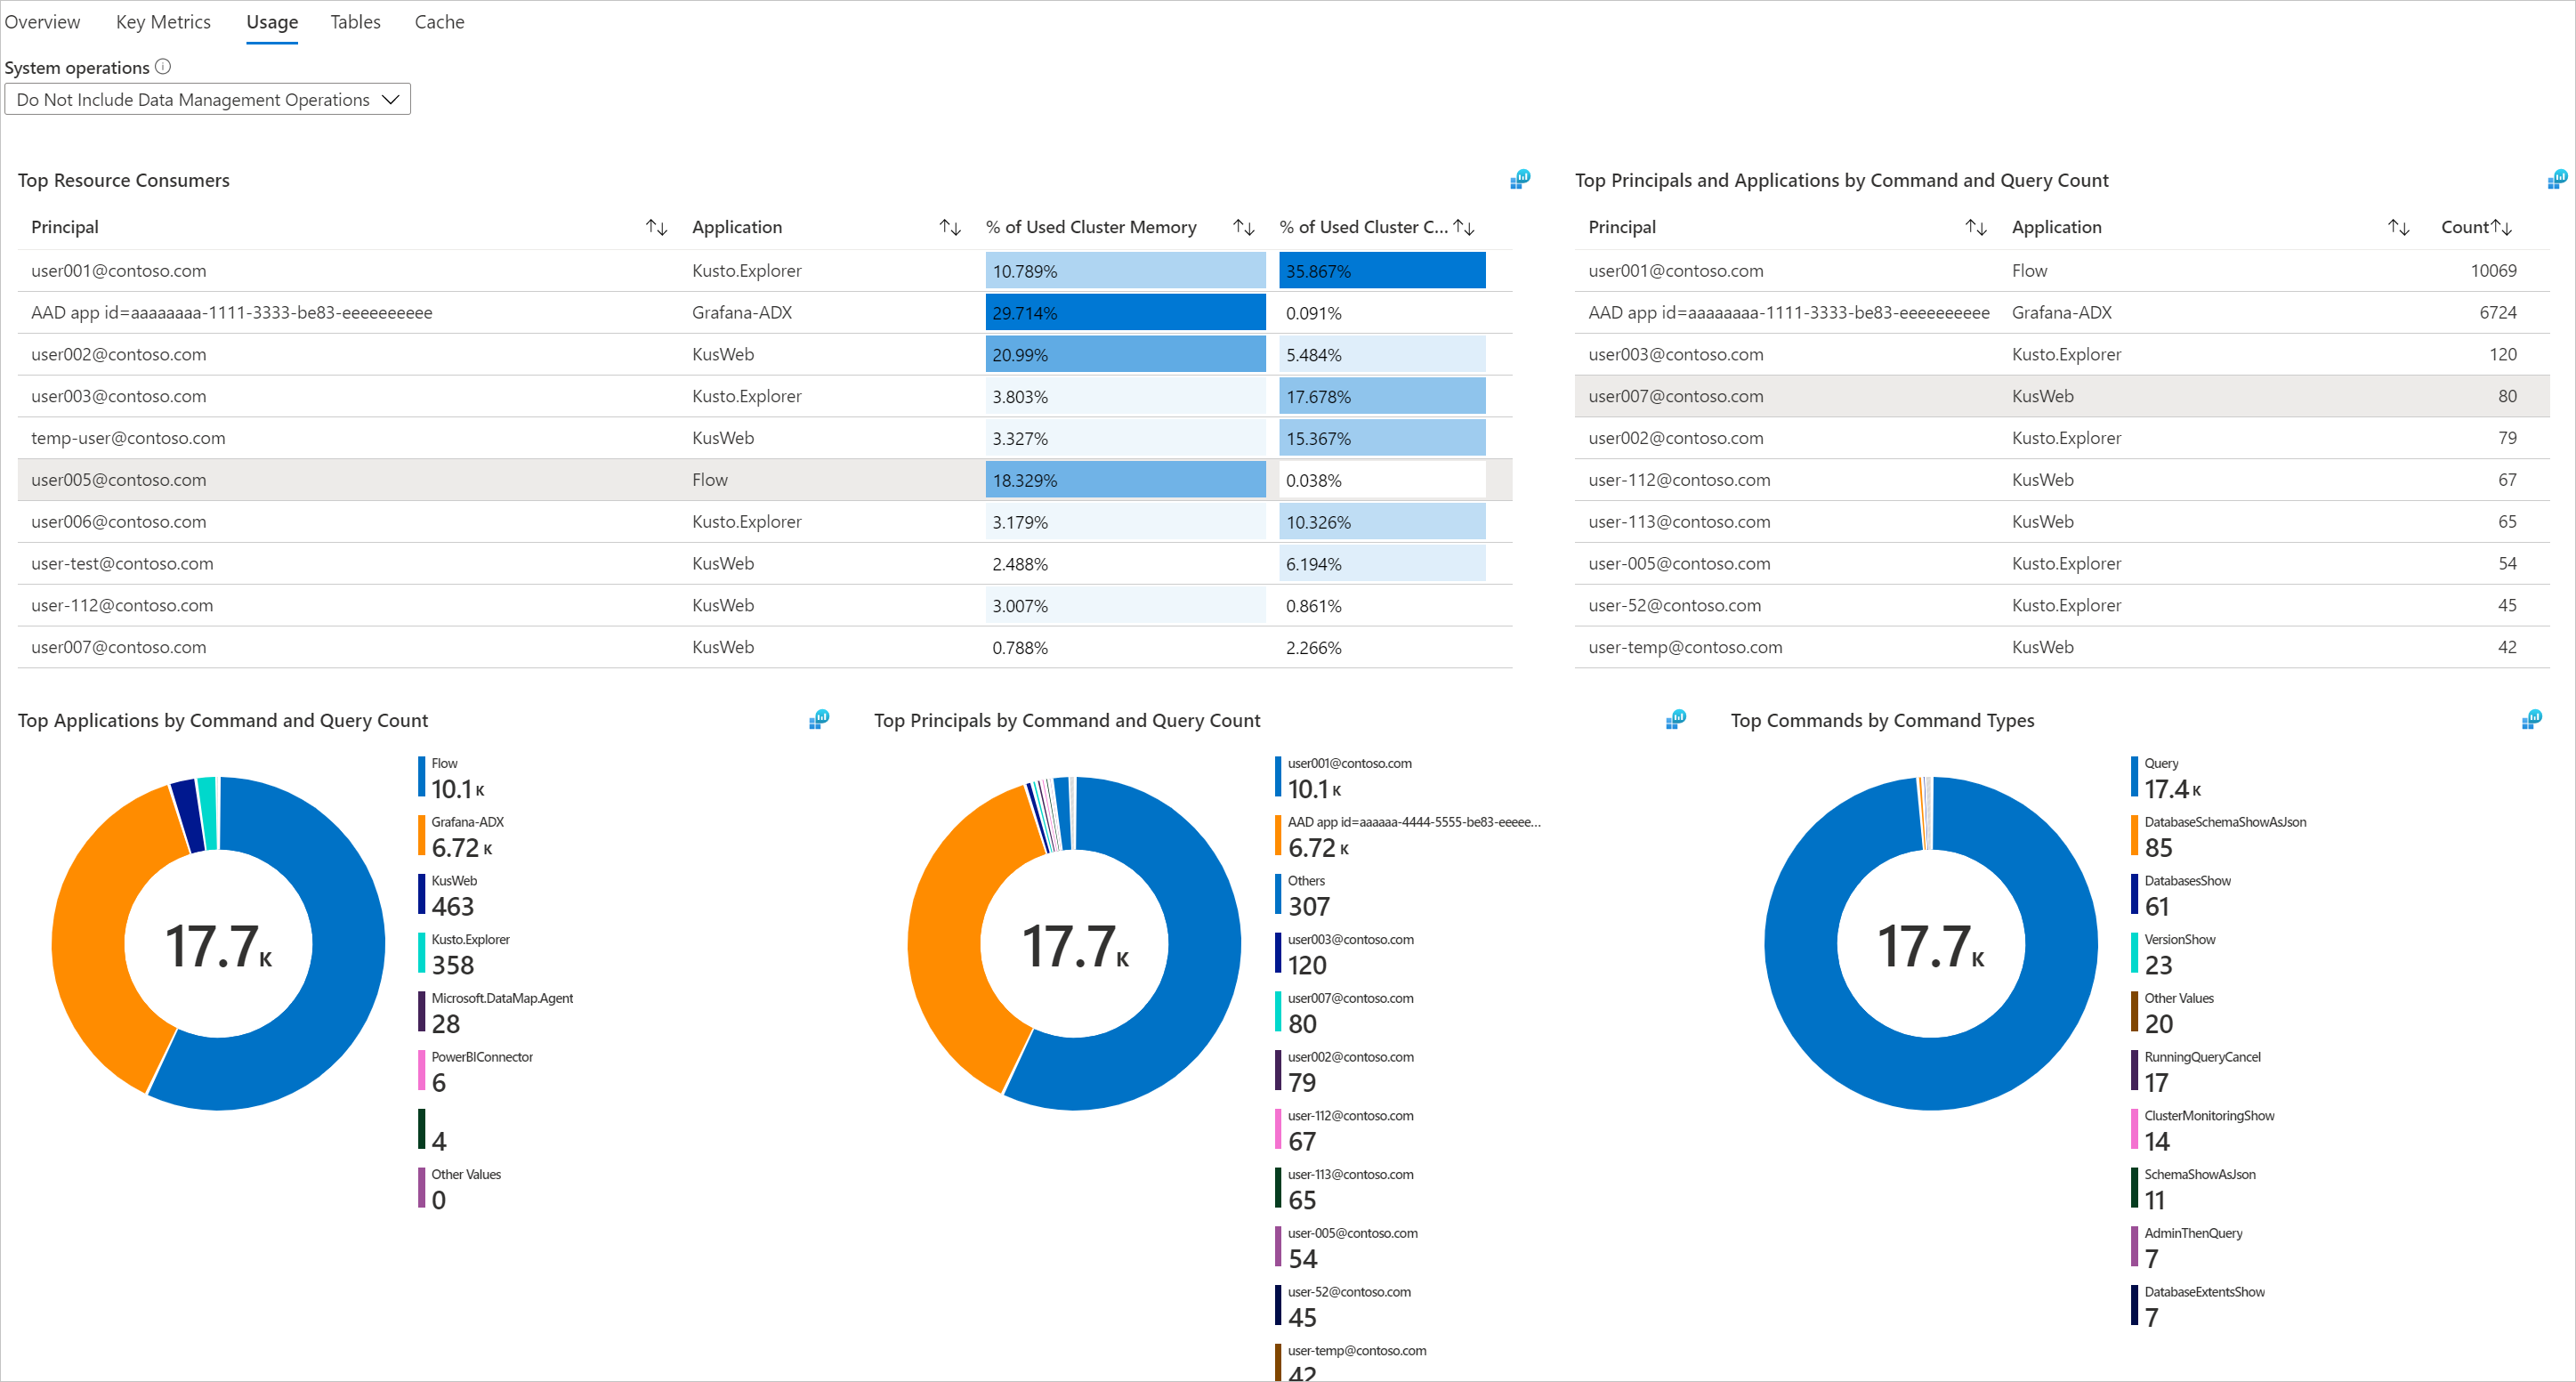 Overview Key Metrics Usage Tables Cache
System operations
Do Not Include Data Management Operations
Top Resource Consumers
Principal Application % of Used Cluster Memory % of Used Cluster C...
user001@contoso.com Kusto.Explorer 10.789% 35.867%
AAD app id=aaaaaaaa-1111-3333-be83-eeeeeeeeee Grafana-ADX 29.714% 0.091%
user002@contoso.com KusWeb 20.99% 5.484%
user003@contoso.com Kusto.Explorer 3.803% 17.678%
temp-user@contoso.com KusWeb 3.327% 15.367%
user005@contoso.com Flow 18.329% 0.038%
user006@contoso.com Kusto.Explorer 3.179% 10.326%
user-test@contoso.com KusWeb 2.488% 6.194%
user-112@contoso.com KusWeb 3.007% 0.861%
user007@contoso.com KusWeb 0.788% 2.266%
Top Principals and Applications by Command and Query Count
Principal Application Count
user001@contoso.com Flow 10069
AAD app id=aaaaaaaa-1111-3333-be83-eeeeeeeeee Grafana-ADX 6724
user003@contoso.com Kusto.Explorer 120
user007@contoso.com KusWeb 80
user002@contoso.com Kusto.Explorer 79
user-112@contoso.com KusWeb 67
user-113@contoso.com KusWeb 65
user-005@contoso.com Kusto.Explorer 54
user-52@contoso.com Kusto.Explorer 45
user-temp@contoso.com KusWeb 42
Top Applications by Command and Query Count
17.7 K
Flow
10.1 K
Grafana-ADX
6.72 K
KusWeb
463
Kusto.Explorer
358
Microsoft.DataMap.Agent
28
PowerBIConnector
6
4
Other Values
0
Top Principals by Command and Query Count
17.7 K
user001@contoso.com
10.1 K
AAD app id=aaaaaa-4444-5555-be83-eeeee...
6.72 K
Others
307
user003@contoso.com
120
user007@contoso.com
80
user002@contoso.com
79
user-112@contoso.com
67
user-113@contoso.com
65
user-005@contoso.com
54
user-52@contoso.com
45
user-temp@contoso.com
42
Top Commands by Command Types
17.7 K
Query
17.4 K
DatabaseSchemaShowAsJson
85
DatabasesShow
61
VersionShow
23
Other Values
20
RunningQueryCancel
17
ClusterMonitoringShow
14
SchemaShowAsJson
11
AdminThenQuery
7
DatabaseExtentsShow
7